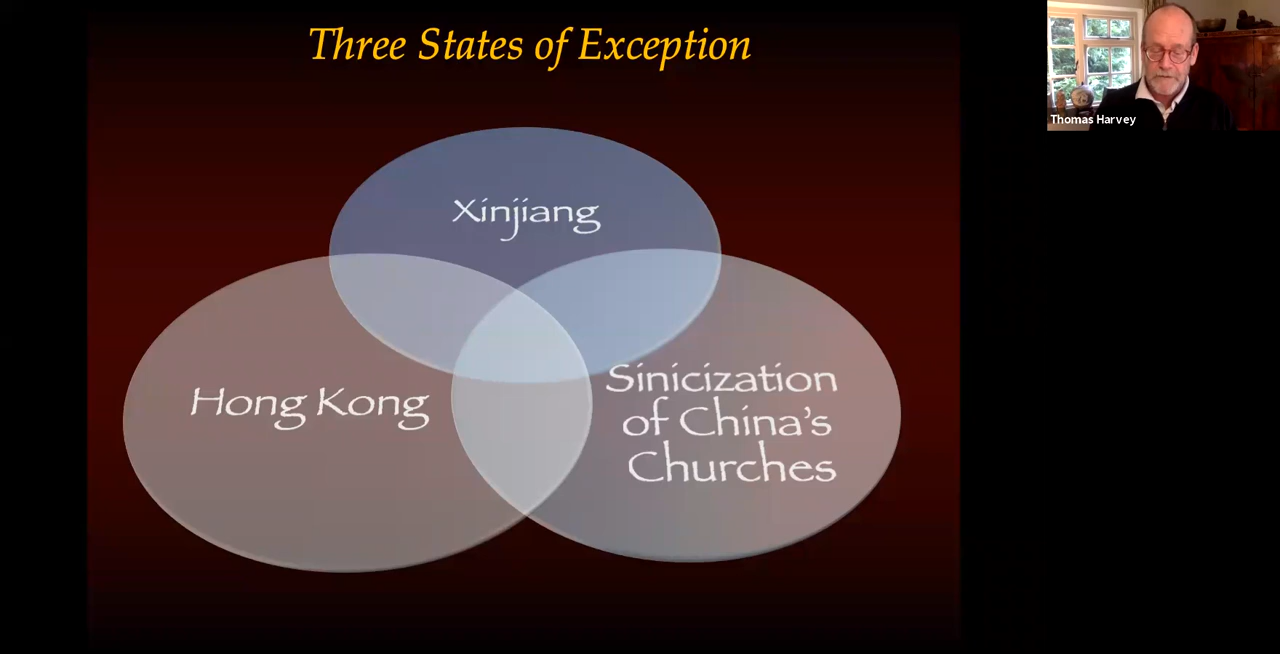 Three States of Exception
Thomas Harvey
Xinjiang
Hong Kong
Sinicization
of China's
Churches